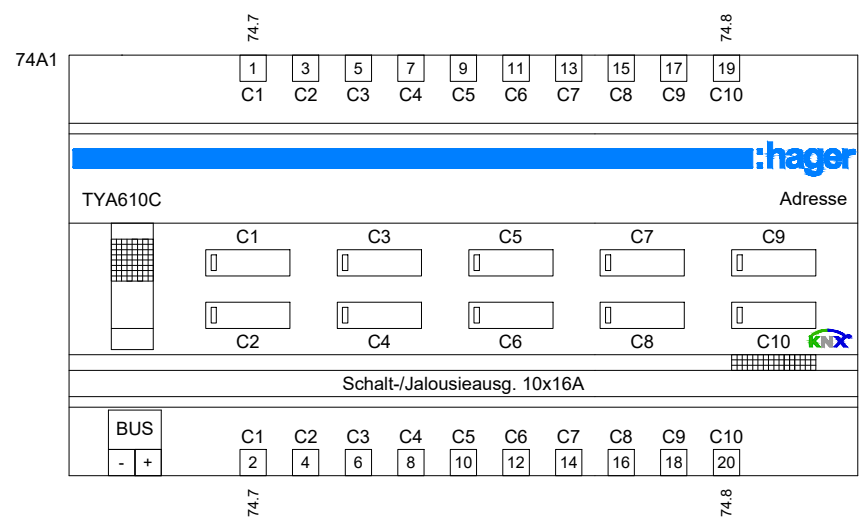 74.7 74.8
74A1
1 3 5 7 9 11 13 15 17 19
C1 C2 C3 C4 C5 C6 C7 C8 C9 C10
:hager
TYA610C Adresse
C1 C3 C5 C7 C9
C2 C4 C6 C8 C10 KNX
Schalt-/Jalousieausg. 10x16A
BUS
C1 C2 C3 C4 C5 C6 C7 C8 C9 C10
- + 2 4 6 8 10 12 14 16 18 20
74.7 74.8